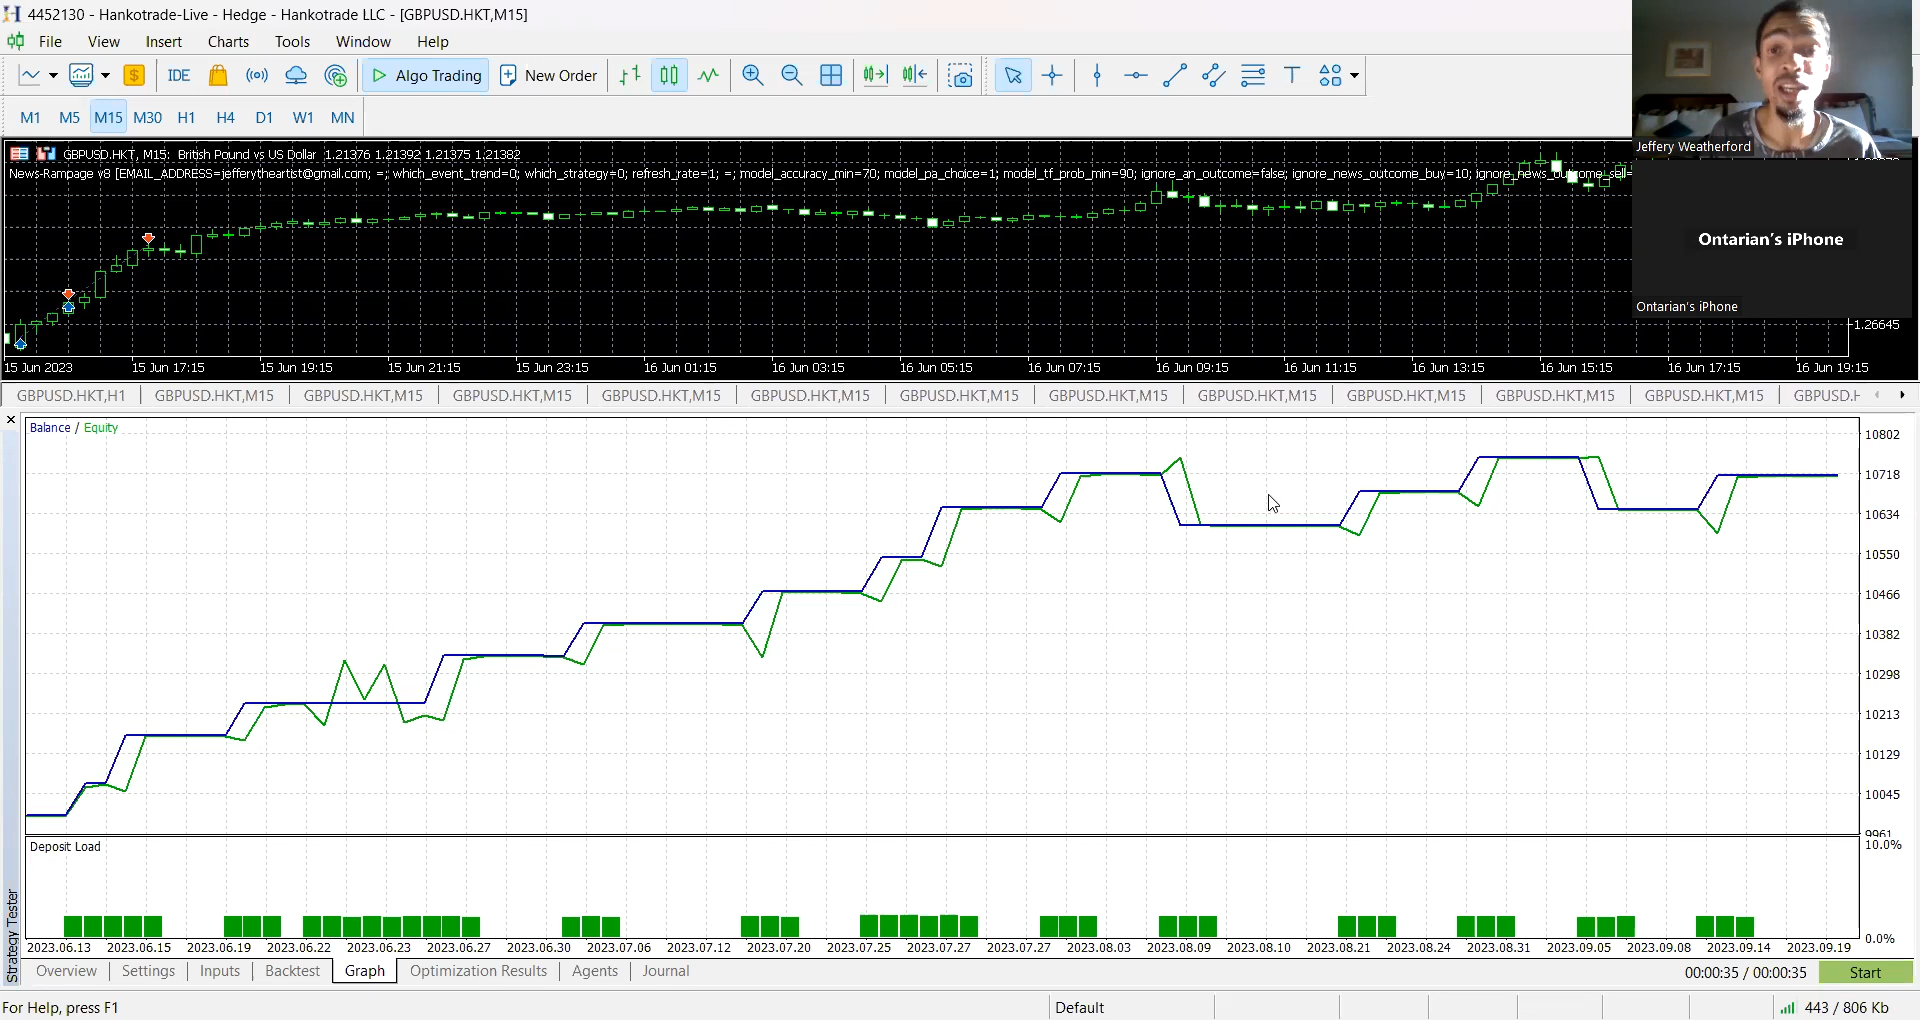 4452130 - Hankotrade-Live - Hedge - Hankotrade LLC - [GBPUSD.HKT,M15]
File View Insert Charts Tools Window Help
IDE Algo Trading New Order
M1 M5 M15 M30 H1 H4 D1 W1 MN
Jeffery Weatherford
GBPUSD.HKT, M15: British Pound vs US Dollar 1.21376 1.21392 1.21375 1.21382
News-Rampage v8 [EMAIL_ADDRESS=jefferytheartist@gmail.com; =; which_event_trend=0; which_strategy=0; refresh_rate=1; =; model_accuracy_min=70; model_pa_choice=1; model_tf_prob_min=90; ignore_an_outcome=false; ignore_news_outcome_buy=10; ignore_news_outcome_sell=
Ontarian's iPhone
Ontarian's iPhone
1.26645
15 Jun 2023 15 Jun 17:15 15 Jun 19:15 15 Jun 21:15 15 Jun 23:15 16 Jun 01:15 16 Jun 03:15 16 Jun 05:15 16 Jun 07:15 16 Jun 09:15 16 Jun 11:15 16 Jun 13:15 16 Jun 15:15 16 Jun 17:15 16 Jun 19:15
GBPUSD.HKT,H1 GBPUSD.HKT,M15 GBPUSD.HKT,M15 GBPUSD.HKT,M15 GBPUSD.HKT,M15 GBPUSD.HKT,M15 GBPUSD.HKT,M15 GBPUSD.HKT,M15 GBPUSD.HKT,M15 GBPUSD.HKT,M15 GBPUSD.HKT,M15 GBPUSD.HKT,M15 GBPUSD.H
Balance / Equity
10802
10718
10634
10550
10466
10382
10298
10213
10129
10045
9961
Deposit Load
10.0%
0.0%
2023.06.13 2023.06.15 2023.06.19 2023.06.22 2023.06.23 2023.06.27 2023.06.30 2023.07.06 2023.07.12 2023.07.20 2023.07.25 2023.07.27 2023.07.27 2023.08.03 2023.08.09 2023.08.10 2023.08.21 2023.08.24 2023.08.31 2023.09.05 2023.09.08 2023.09.14 2023.09.19
Strategy Tester
Overview Settings Inputs Backtest Graph Optimization Results Agents Journal 00:00:35 / 00:00:35 Start
For Help, press F1 Default 443 / 806 Kb